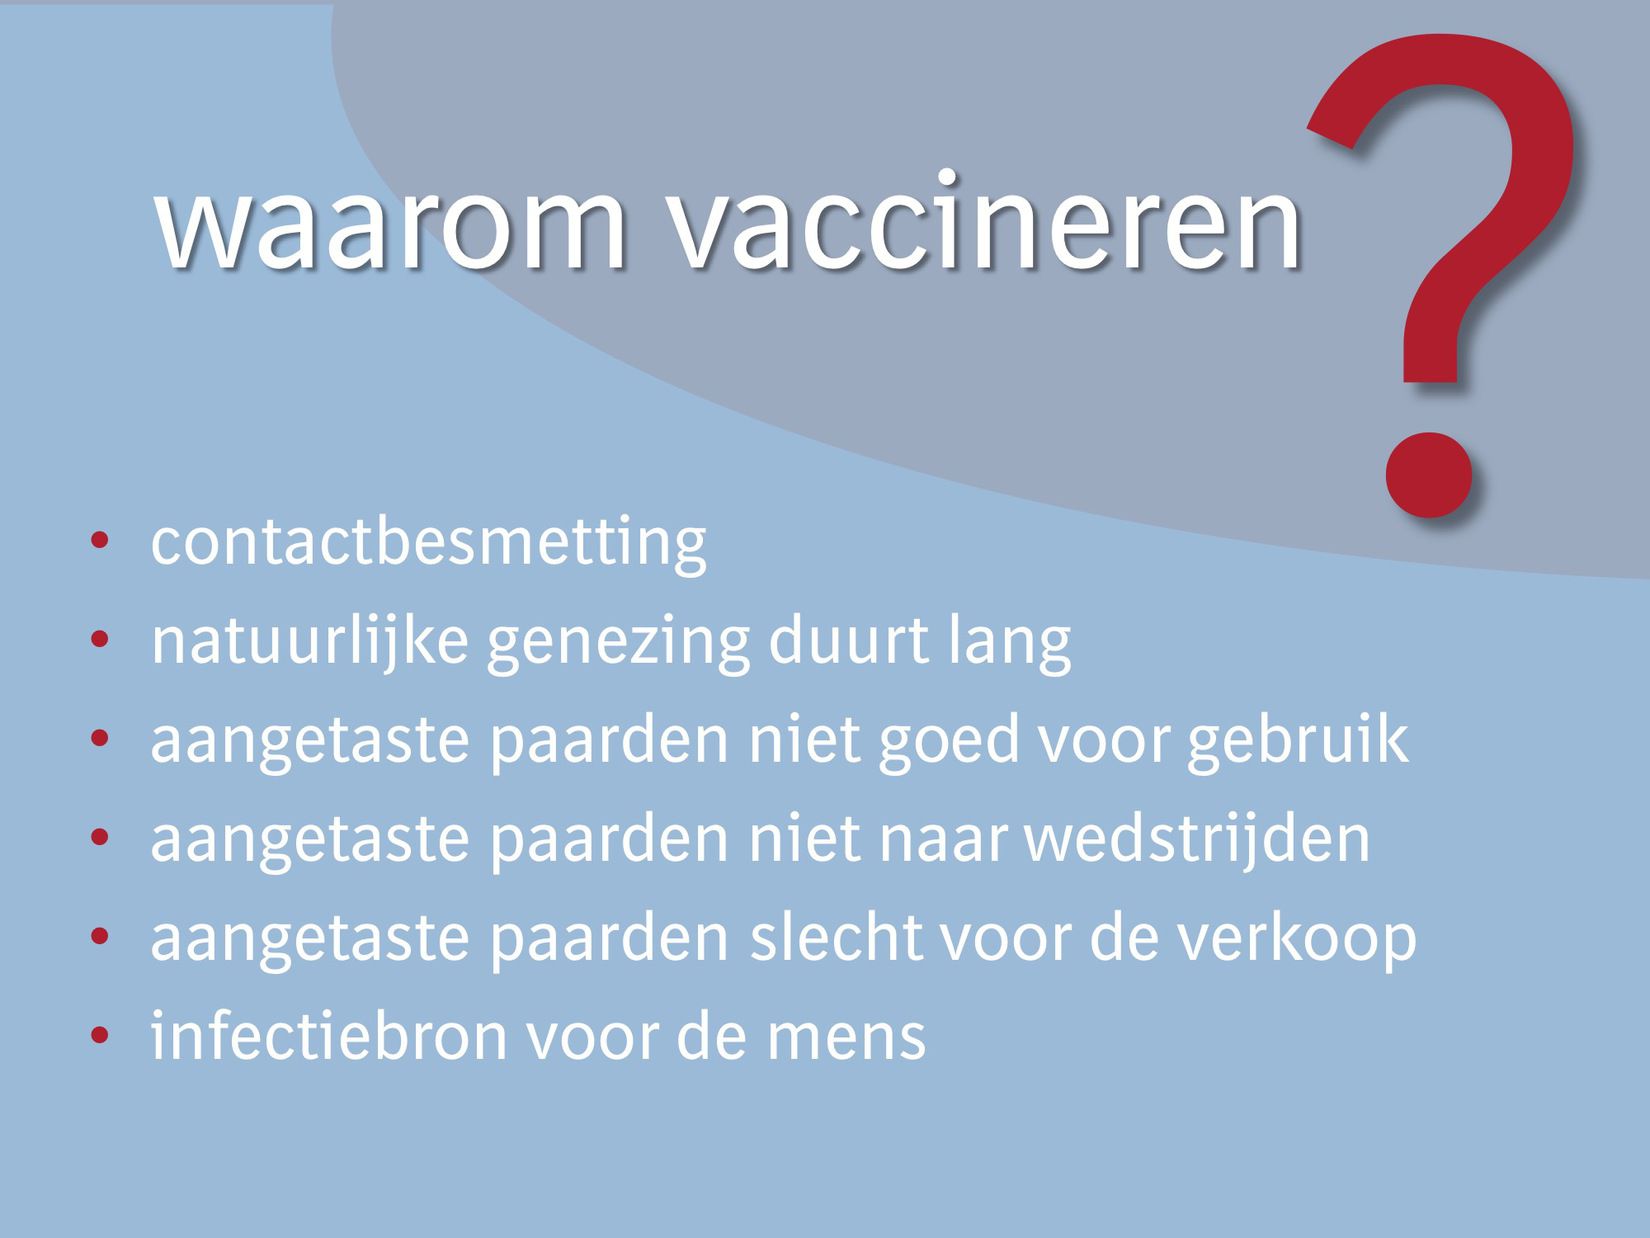 waarom vaccineren?
• contactbesmetting
• natuurlijke genezing duurt lang
• aangetaste paarden niet goed voor gebruik
• aangetaste paarden niet naar wedstrijden
• aangetaste paarden slecht voor de verkoop
• infectiebron voor de mens